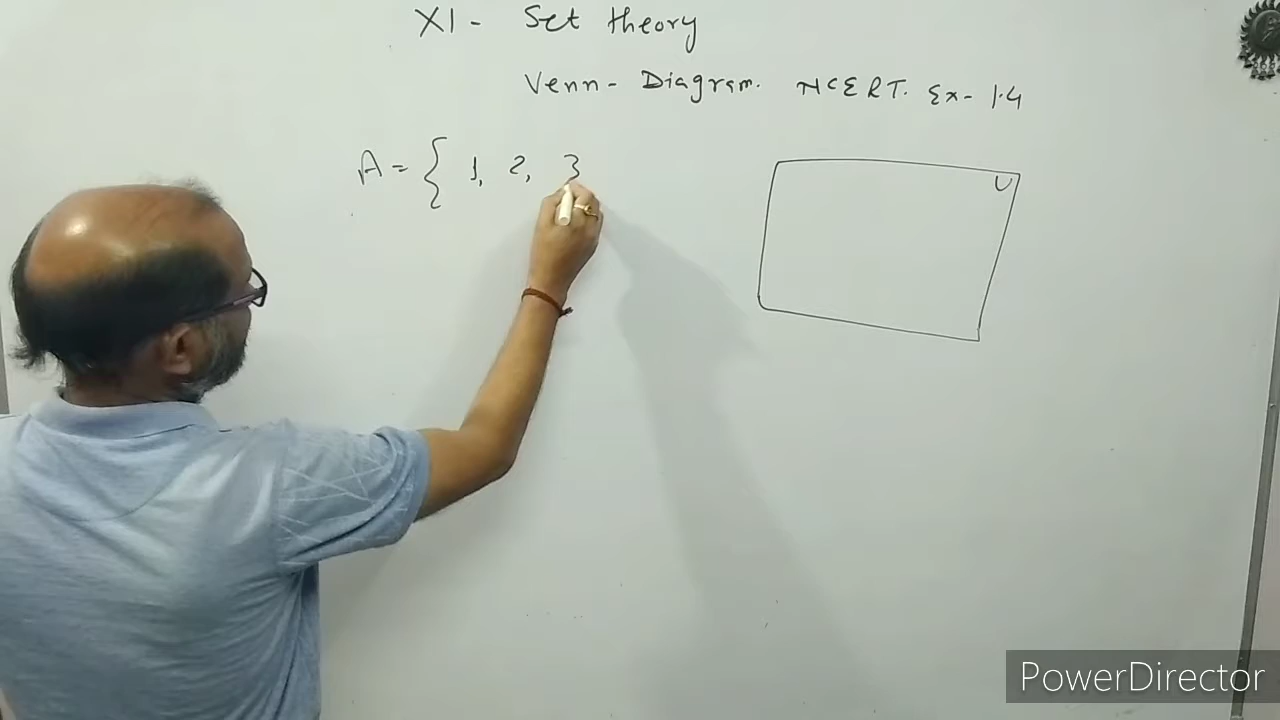 XI - Set theory
Venn - Diagram. NCERT. Ex - 1.4
A = { 1, 2, 3
U
PowerDirector